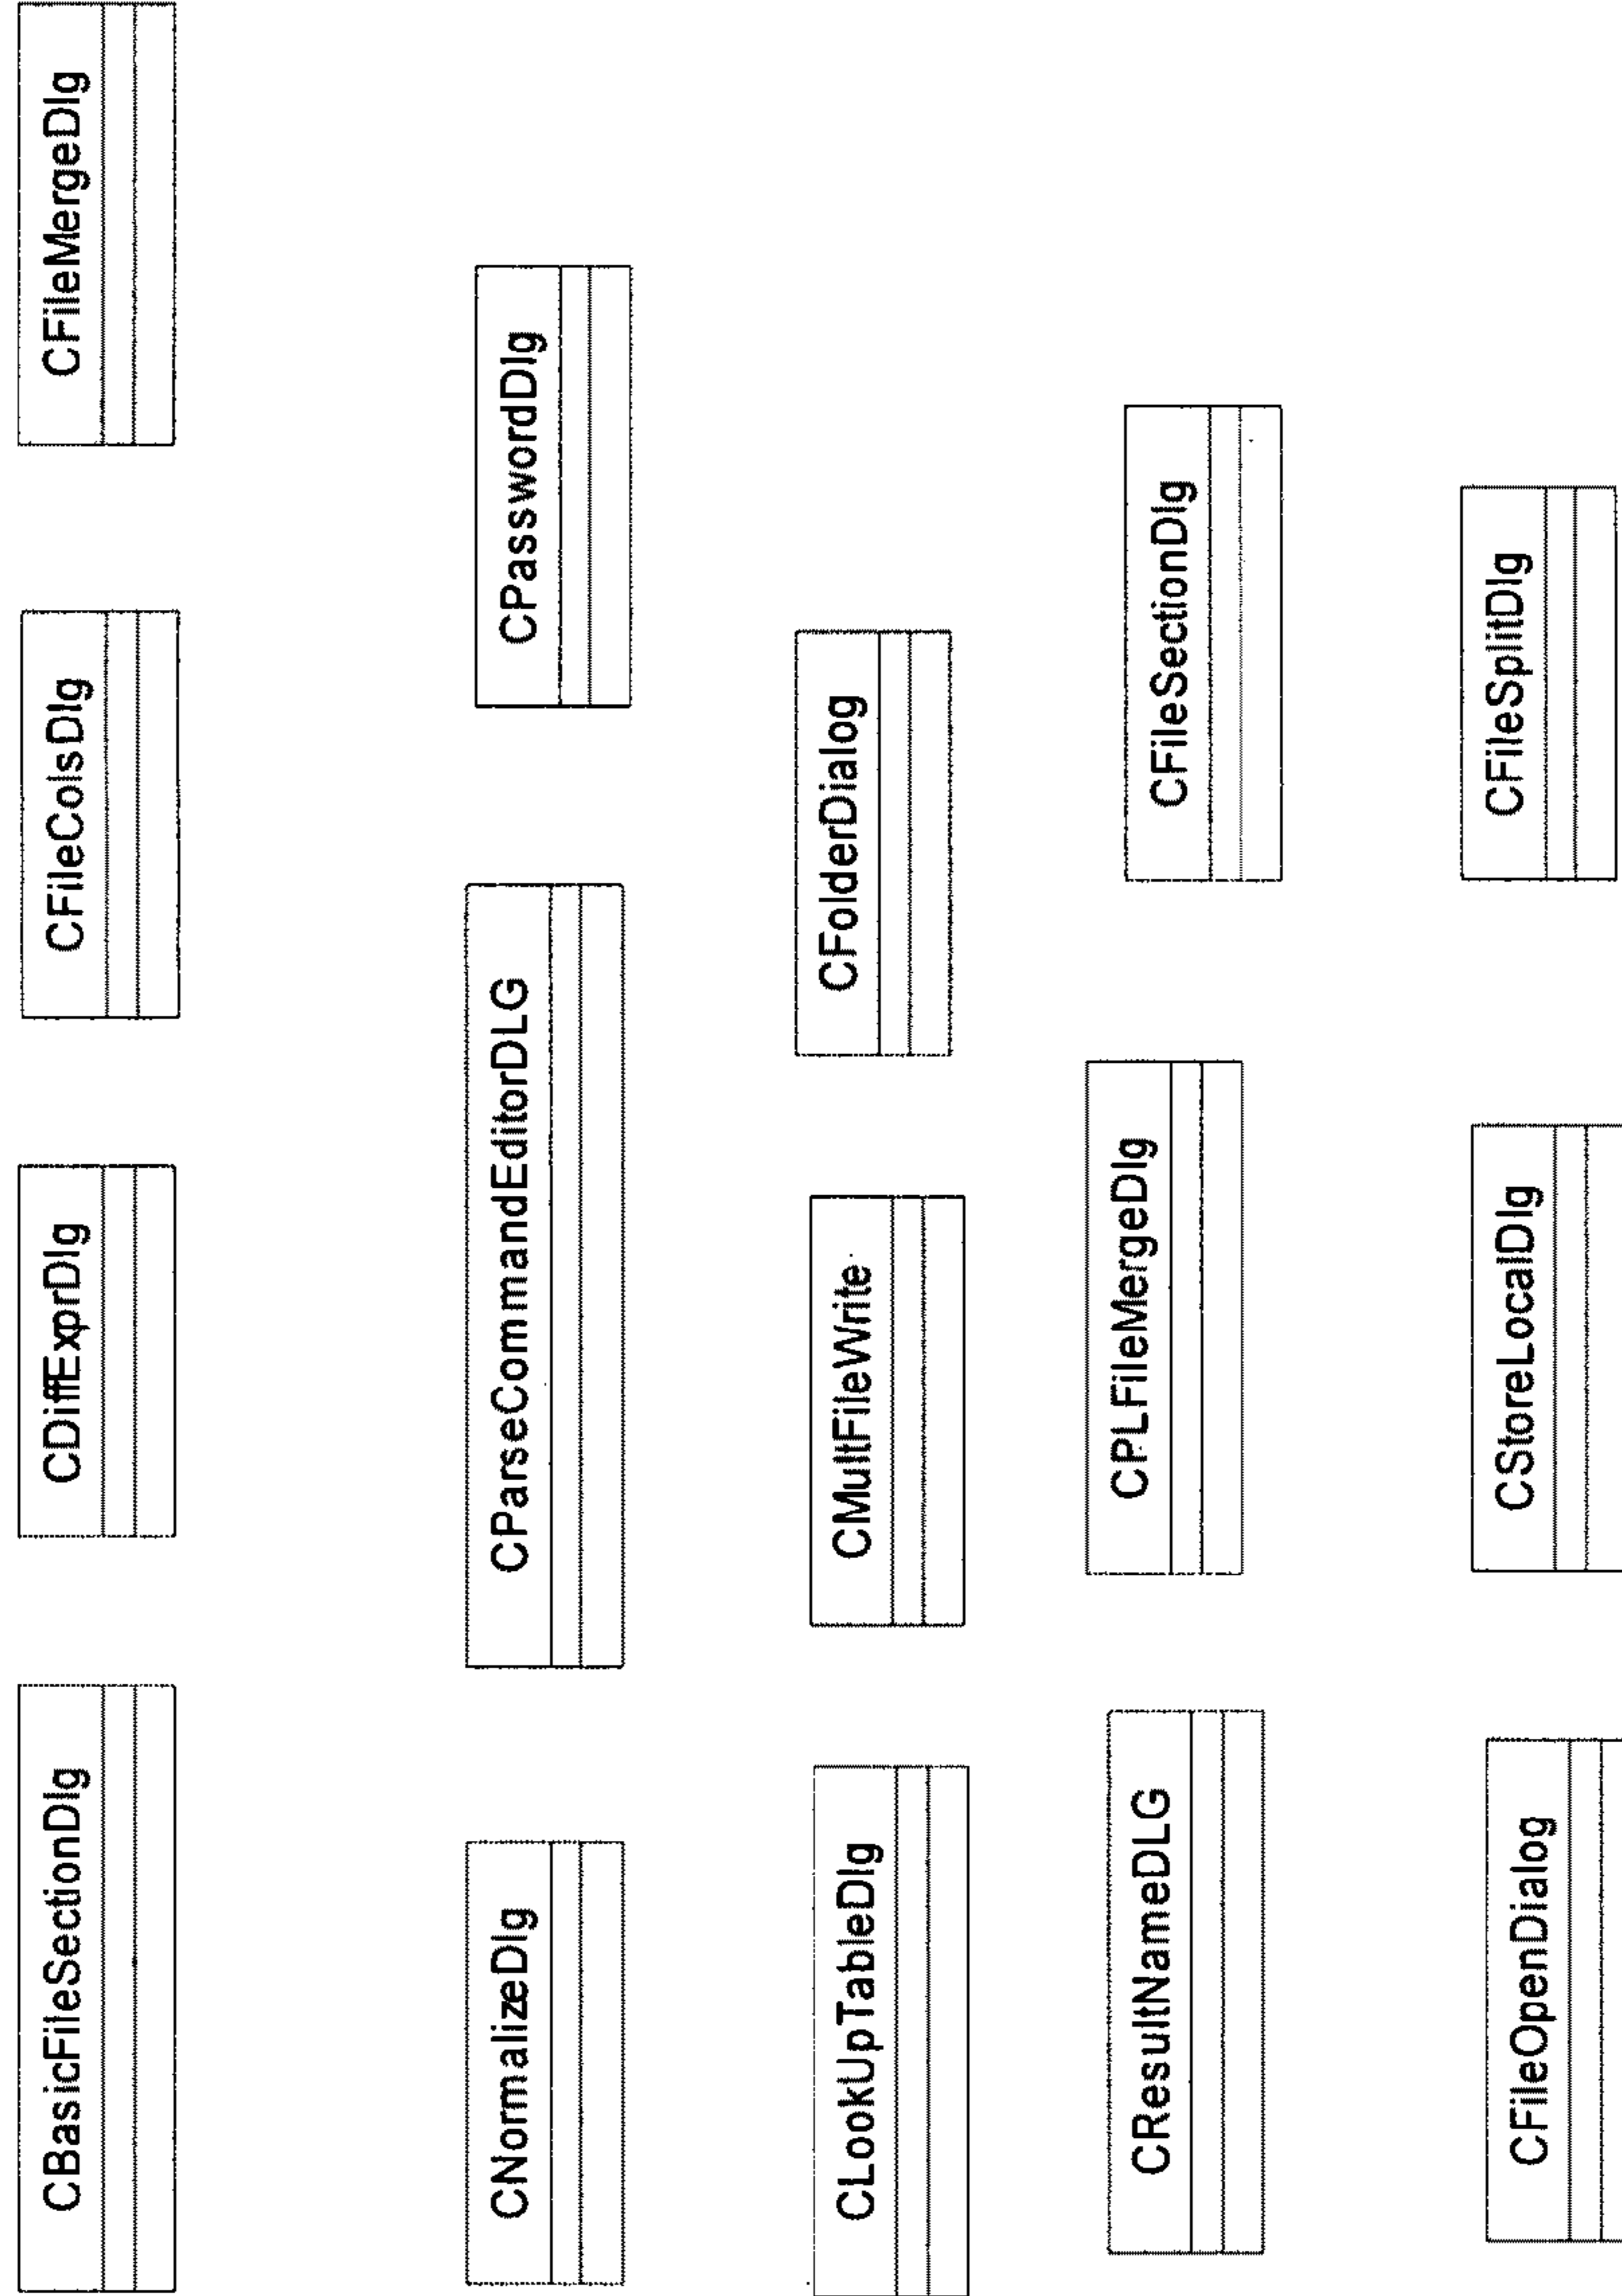 CBasicFileSectionDlg
CDiffExprDlg
CFileColsDlg
CFileMergeDlg
CNormalizeDlg
CParseCommandEditorDLG
CPasswordDlg
CLookUpTableDlg
CMultFileWrite
CFolderDialog
CResultNameDLG
CPLFileMergeDlg
CFileSectionDlg
CFileOpenDialog
CStoreLocalDlg
CFileSplitDlg